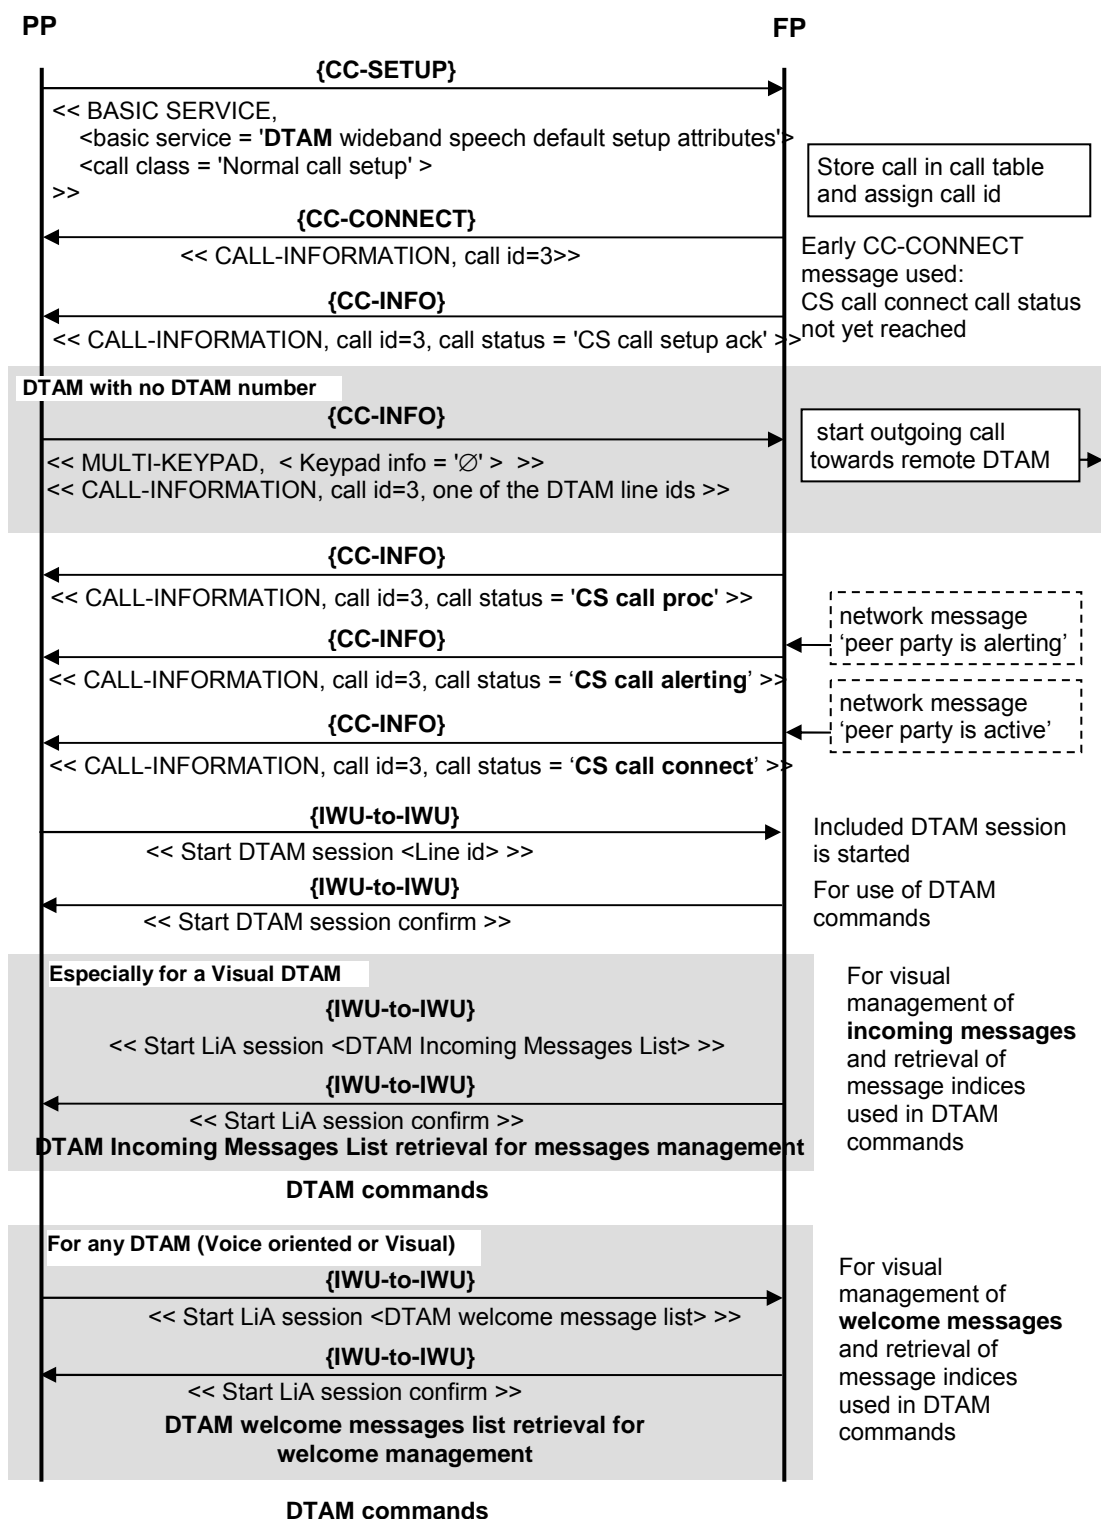 PP
FP
{CC-SETUP}
<< BASIC SERVICE,
<basic service = 'DTAM wideband speech default setup attributes'>
<call class = 'Normal call setup' >
>>
Store call in call table
and assign call id
{CC-CONNECT}
<< CALL-INFORMATION, call id=3>>
Early CC-CONNECT
message used:
CS call connect call status
not yet reached
{CC-INFO}
<< CALL-INFORMATION, call id=3, call status = 'CS call setup ack' >>
DTAM with no DTAM number
{CC-INFO}
<< MULTI-KEYPAD, < Keypad info = '∅' > >>
<< CALL-INFORMATION, call id=3, one of the DTAM line ids >>
start outgoing call
towards remote DTAM
{CC-INFO}
<< CALL-INFORMATION, call id=3, call status = 'CS call proc' >>
network message
‘peer party is alerting’
{CC-INFO}
<< CALL-INFORMATION, call id=3, call status = ‘CS call alerting’ >>
network message
‘peer party is active’
{CC-INFO}
<< CALL-INFORMATION, call id=3, call status = ‘CS call connect’ >>
{IWU-to-IWU}
<< Start DTAM session <Line id> >>
Included DTAM session
is started
{IWU-to-IWU}
<< Start DTAM session confirm >>
For use of DTAM
commands
Especially for a Visual DTAM
{IWU-to-IWU}
<< Start LiA session <DTAM Incoming Messages List> >>
{IWU-to-IWU}
<< Start LiA session confirm >>
DTAM Incoming Messages List retrieval for messages management
For visual
management of
incoming messages
and retrieval of
message indices
used in DTAM
commands
DTAM commands
For any DTAM (Voice oriented or Visual)
{IWU-to-IWU}
<< Start LiA session <DTAM welcome message list> >>
{IWU-to-IWU}
<< Start LiA session confirm >>
DTAM welcome messages list retrieval for
welcome management
For visual
management of
welcome messages
and retrieval of
message indices
used in DTAM
commands
DTAM commands